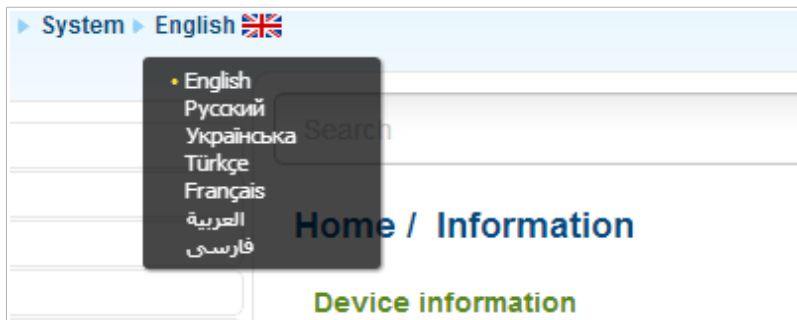 System English
English
Русский
Українська
Türkçe
Français
العربية
فارسی
Search
Home / Information
Device information